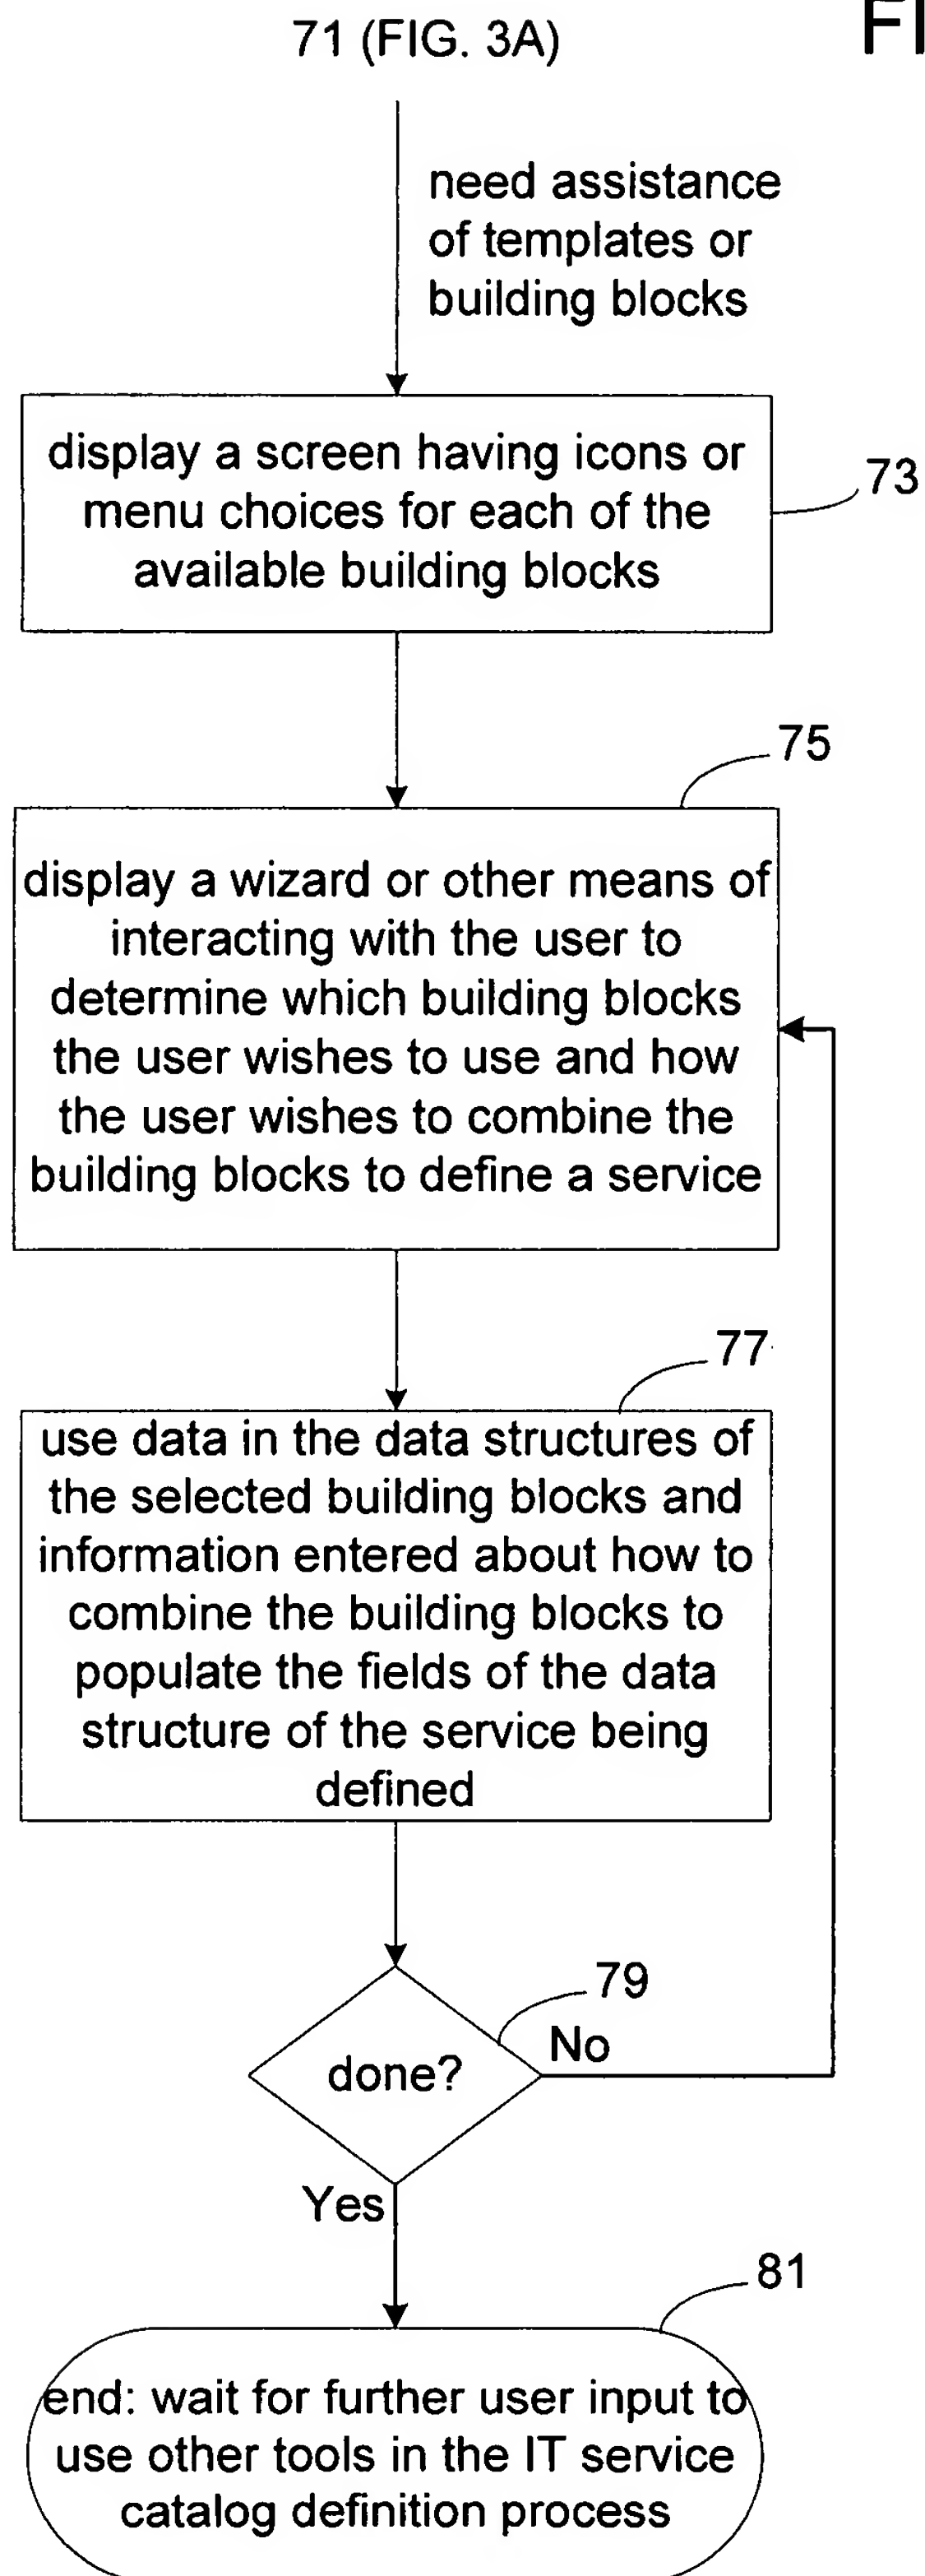 71 (FIG. 3A)
FI
need assistance
of templates or
building blocks
display a screen having icons or
menu choices for each of the
available building blocks
73
75
display a wizard or other means of
interacting with the user to
determine which building blocks
the user wishes to use and how
the user wishes to combine the
building blocks to define a service
77
use data in the data structures of
the selected building blocks and
information entered about how to
combine the building blocks to
populate the fields of the data
structure of the service being
defined
79
done?
No
Yes
81
end: wait for further user input to
use other tools in the IT service
catalog definition process